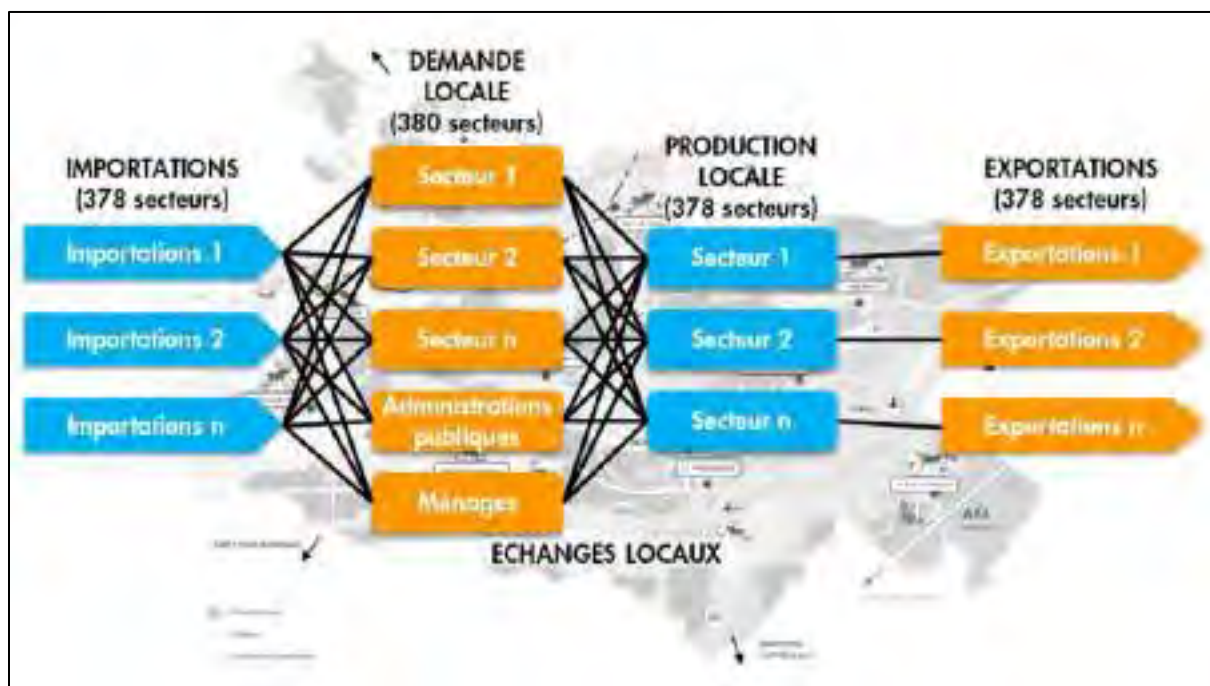 DEMANDE
LOCALE
(380 secteurs)
IMPORTATIONS
(378 secteurs)
PRODUCTION
LOCALE
(378 secteurs)
EXPORTATIONS
(378 secteurs)
Importations 1
Importations 2
Importations n
Secteur 1
Secteur 2
Secteur n
Administrations
publiques
Ménages
Secteur 1
Secteur 2
Secteur n
Exportations 1
Exportations 2
Exportations n
ECHANGES LOCAUX